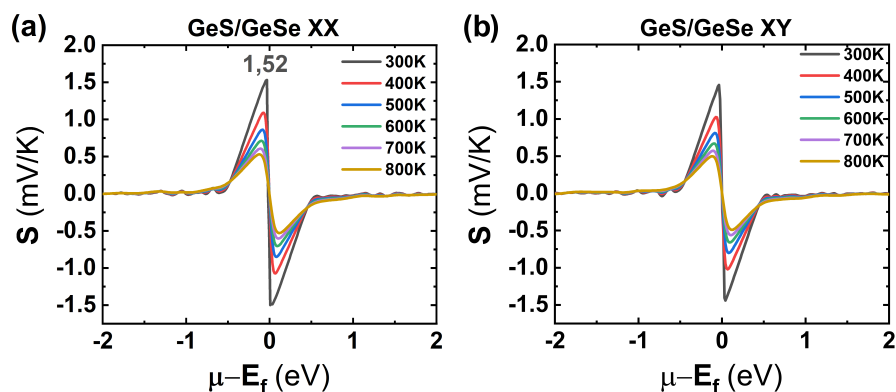 (a)
GeS/GeSe XX
1,52
300K
400K
500K
600K
700K
800K
2.0
1.5
1.0
0.5
0.0
-0.5
-1.0
-1.5
S (mV/K)
-2 -1 0 1 2
μ−E_f (eV)
(b)
GeS/GeSe XY
300K
400K
500K
600K
700K
800K
2.0
1.5
1.0
0.5
0.0
-0.5
-1.0
-1.5
S (mV/K)
-2 -1 0 1 2
μ−E_f (eV)